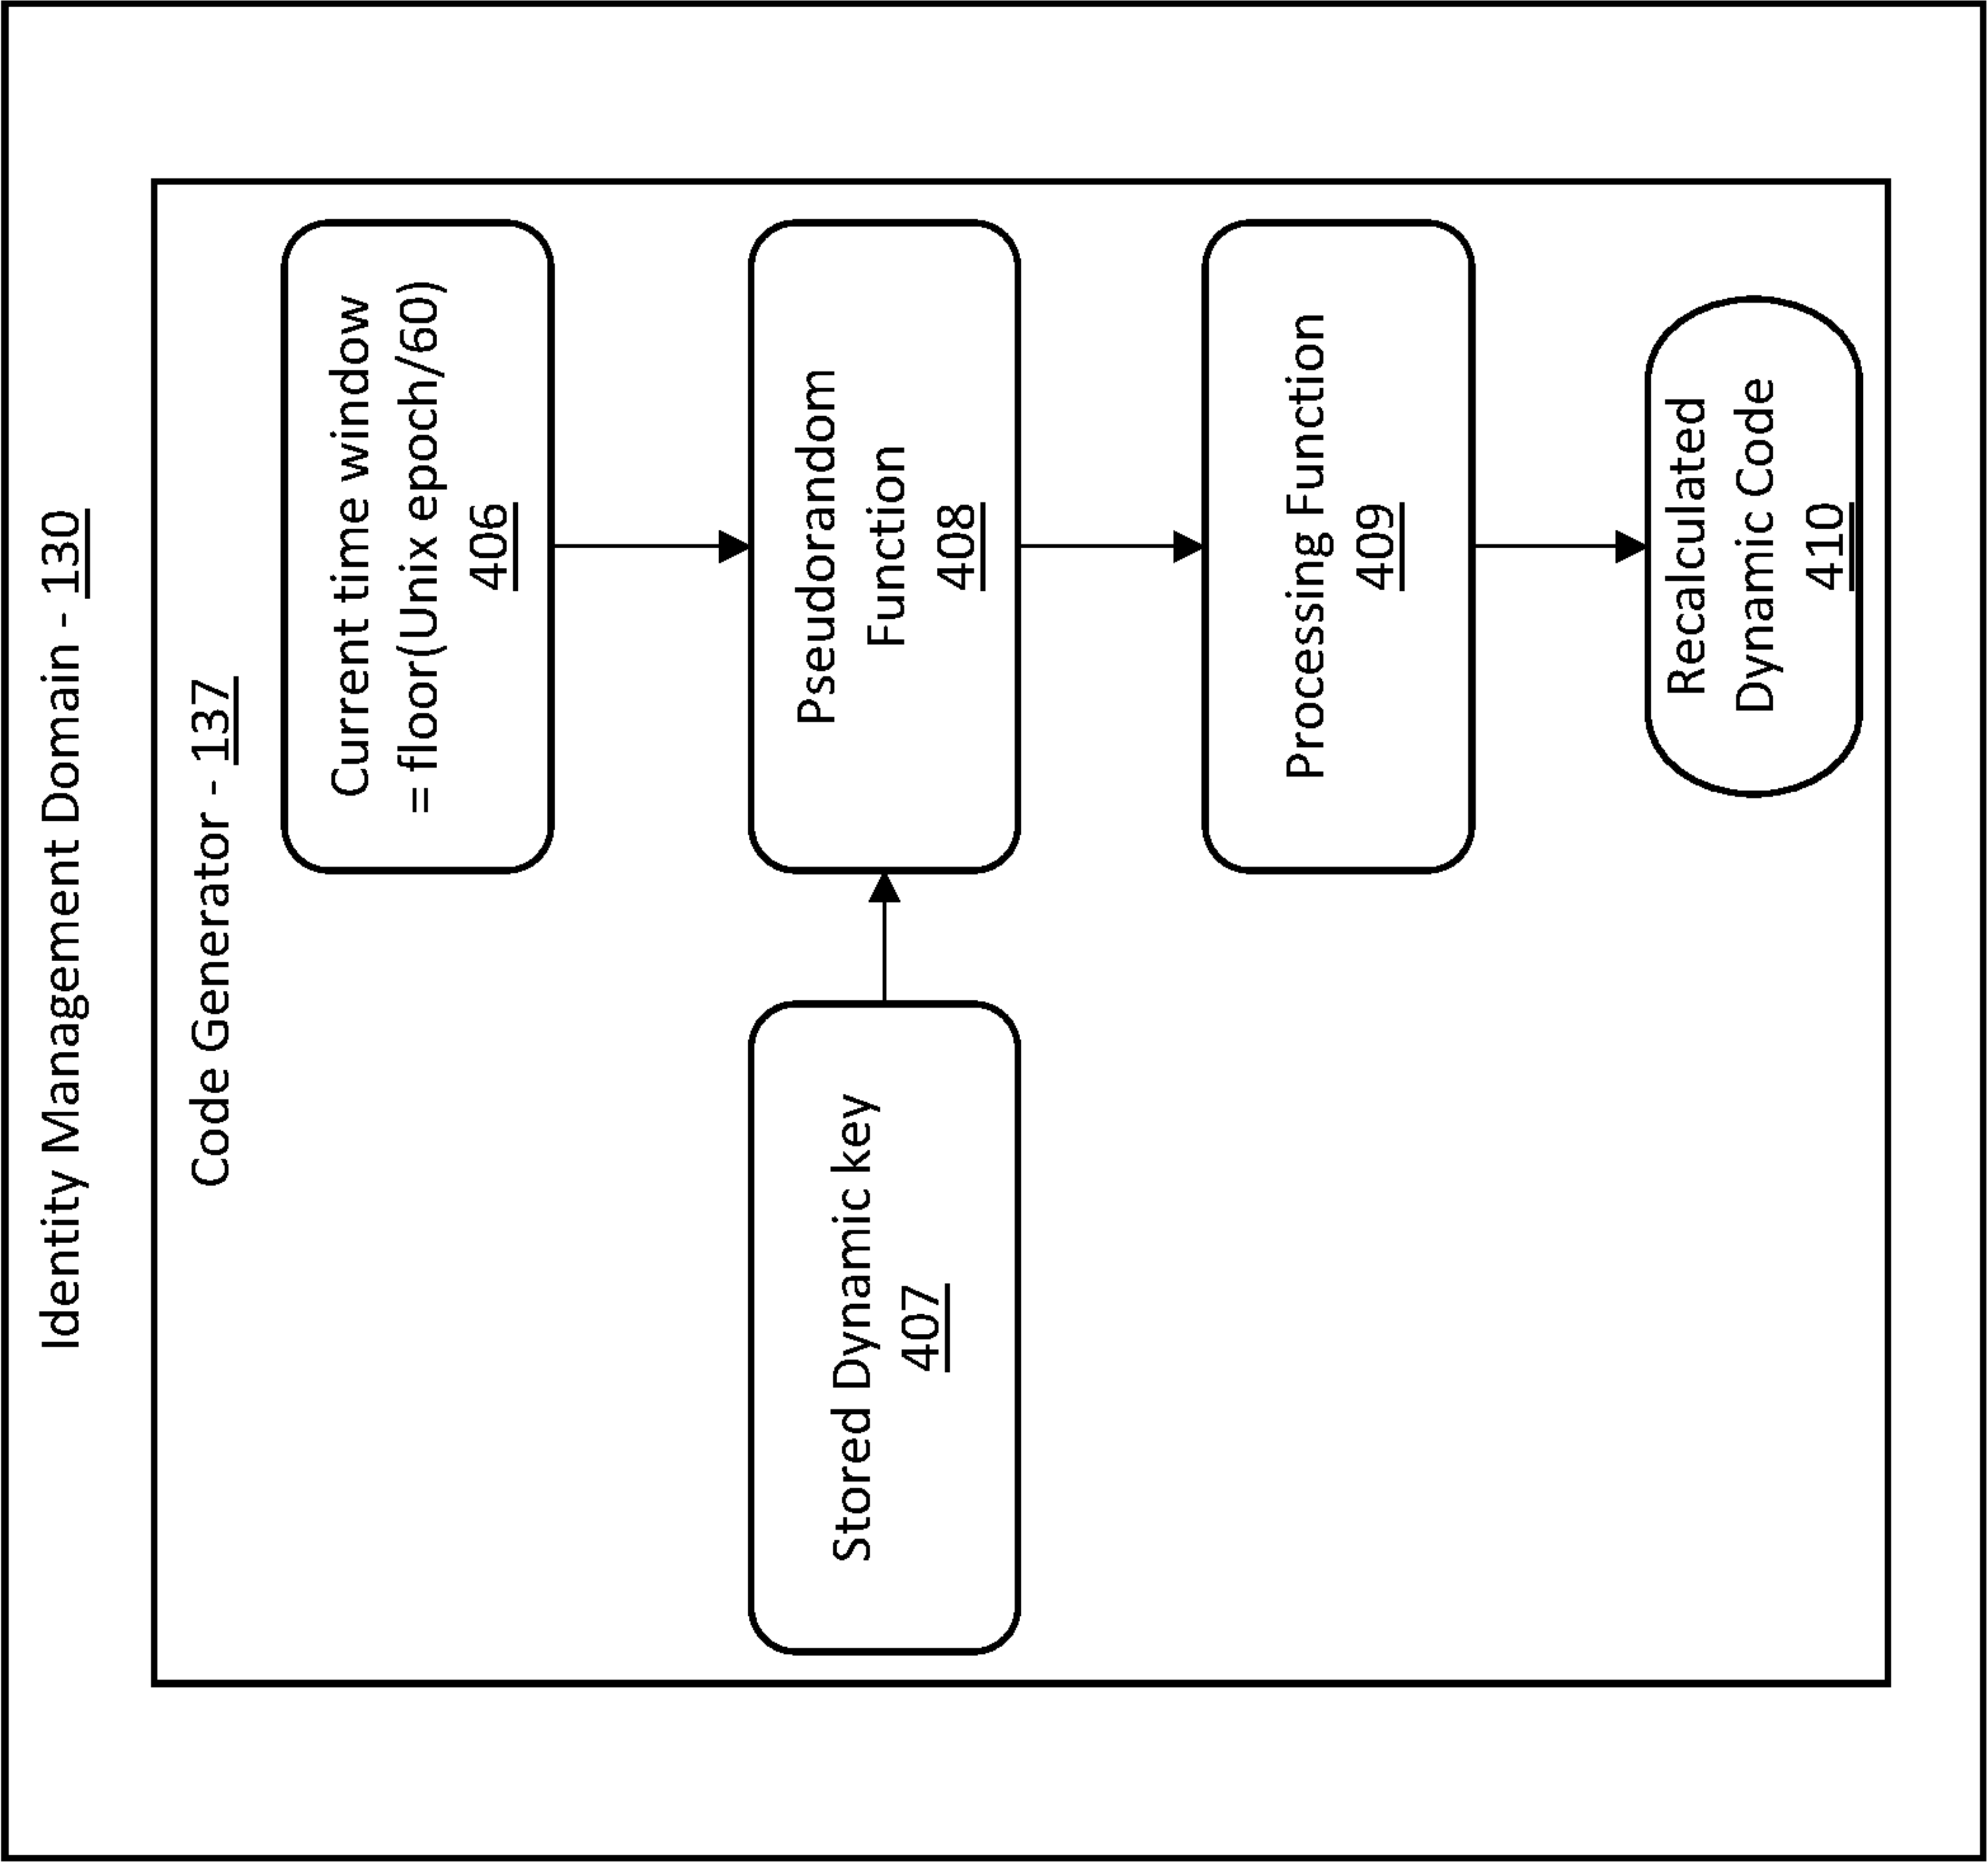 Identity Management Domain - 130
Code Generator - 137
Current time window
= floor(Unix epoch/60)
406
Stored Dynamic key
407
Pseudorandom
Function
408
Processing Function
409
Recalculated
Dynamic Code
410